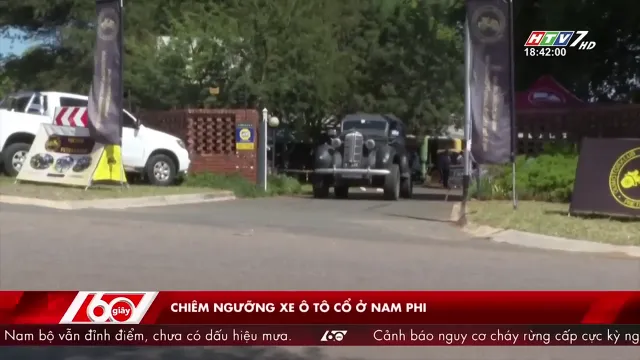 HTV7 HD
18:42:00
60 giây
CHIÊM NGƯỠNG XE Ô TÔ CỔ Ở NAM PHI
Nam bộ vẫn đỉnh điểm, chưa có dấu hiệu mưa. 60 Cảnh báo nguy cơ cháy rừng cấp cực kỳ ng